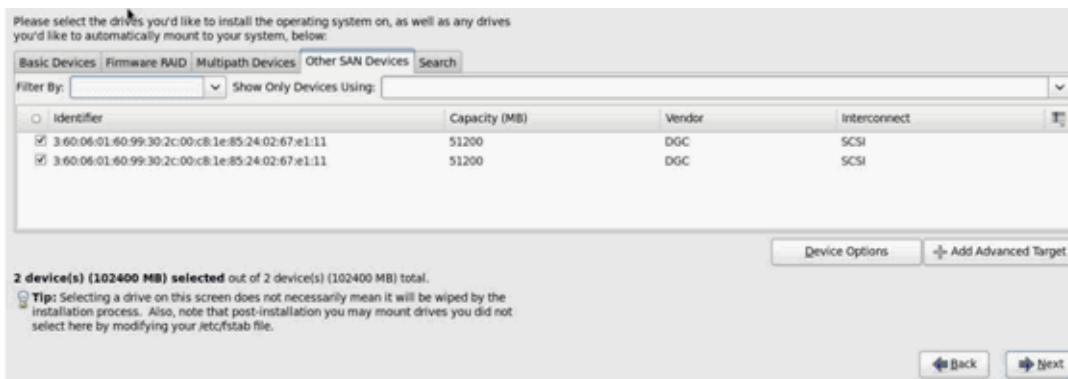 Please select the drives you'd like to install the operating system on, as well as any drives
you'd like to automatically mount to your system, below:
Basic Devices Firmware RAID Multipath Devices Other SAN Devices Search
Filter By: Show Only Devices Using:
Identifier Capacity (MB) Vendor Interconnect
3:60:06:01:60:99:30:2c:00:c8:1e:85:24:02:67:e1:11 51200 DGC SCSI
3:60:06:01:60:99:30:2c:00:c8:1e:85:24:02:67:e1:11 51200 DGC SCSI
Device Options Add Advanced Target
2 device(s) (102400 MB) selected out of 2 device(s) (102400 MB) total.
Tip: Selecting a drive on this screen does not necessarily mean it will be wiped by the
installation process. Also, note that post-installation you may mount drives you did not
select here by modifying your /etc/fstab file.
Back Next